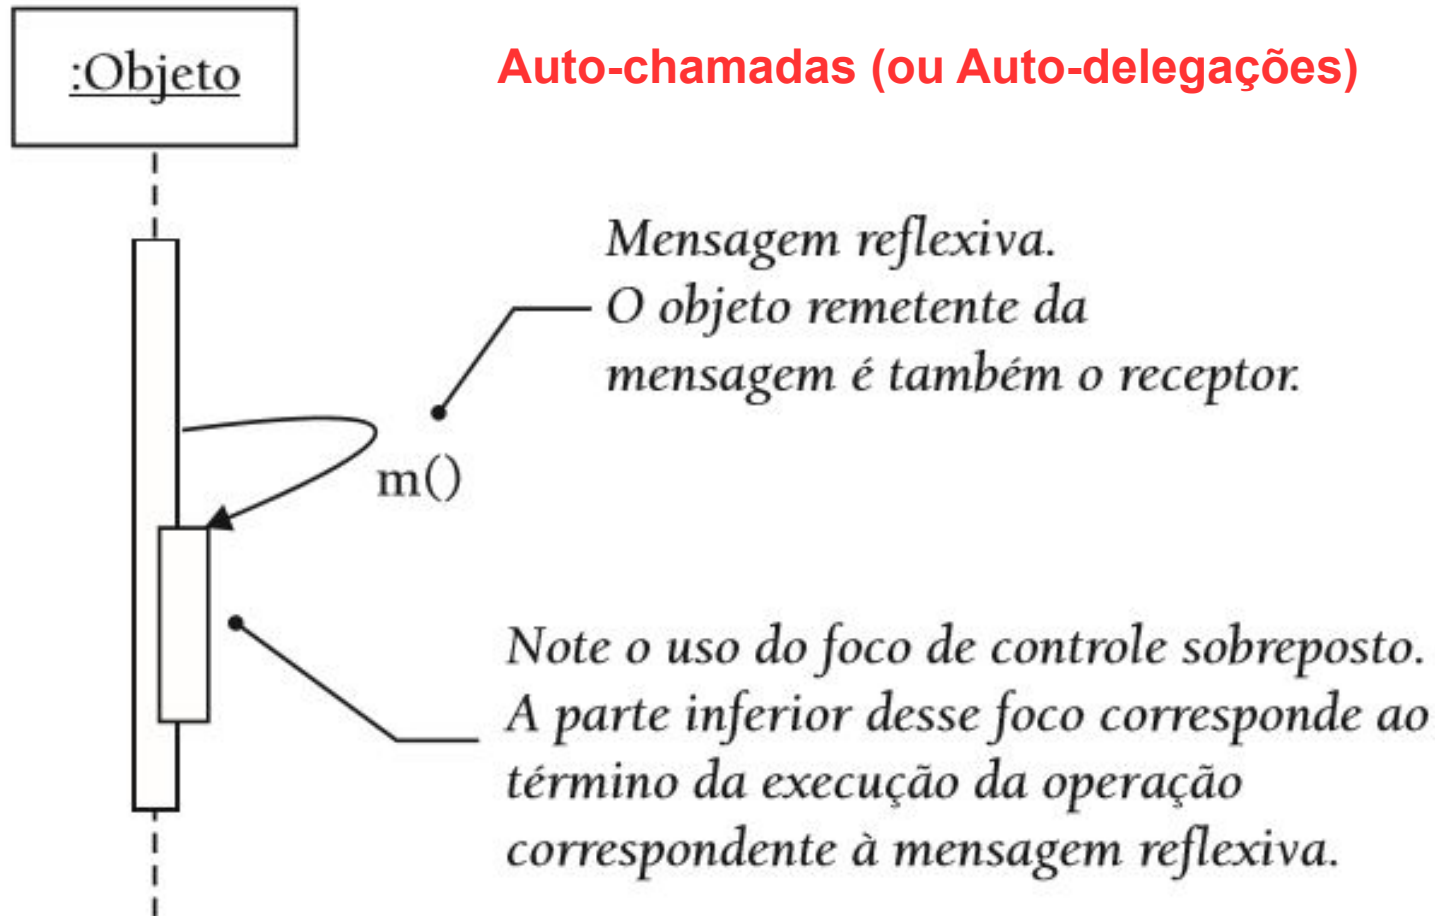 :Objeto
Auto-chamadas (ou Auto-delegações)
Mensagem reflexiva.
O objeto remetente da
mensagem é também o receptor.
m()
Note o uso do foco de controle sobreposto.
A parte inferior desse foco corresponde ao
término da execução da operação
correspondente à mensagem reflexiva.